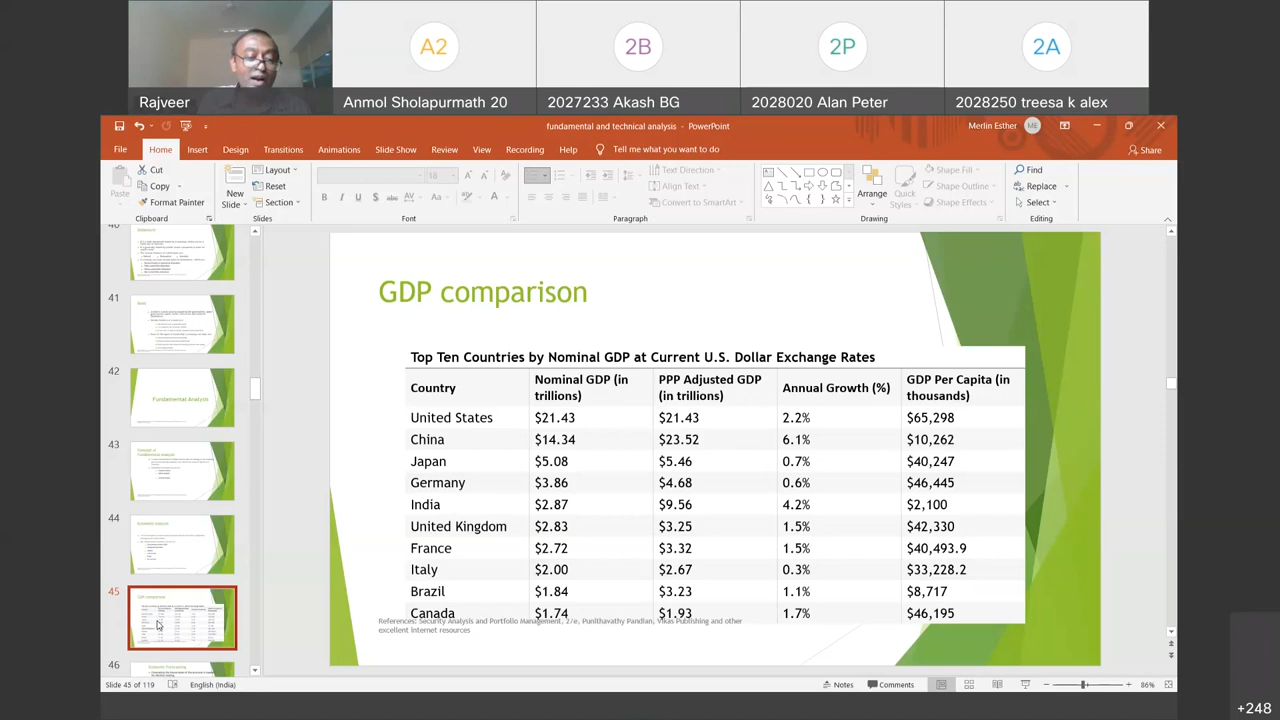 A2
2B
2P
2A
Rajveer
Anmol Sholapurmath 20
2027233 Akash BG
2028020 Alan Peter
2028250 treesa k alex
fundamental and technical analysis - PowerPoint
Merlin Esther
ME
File
Home
Insert
Design
Transitions
Animations
Slide Show
Review
View
Recording
Help
Tell me what you want to do
Share
Paste
Cut
Copy
Format Painter
Clipboard
New
Slide
Layout
Reset
Section
Slides
18
B I U S ab AV Aa A
Font
Text Direction
Align Text
Convert to SmartArt
Paragraph
Arrange
Quick
Styles
Shape Fill
Shape Outline
Shape Effects
Drawing
Find
Replace
Select
Editing
40
41
42
Fundamental Analysis
43
44
45
GDP comparison
46
Economic Forecasting
GDP comparison
Top Ten Countries by Nominal GDP at Current U.S. Dollar Exchange Rates
Country Nominal GDP (in trillions) PPP Adjusted GDP (in trillions) Annual Growth (%) GDP Per Capita (in thousands)
United States $21.43 $21.43 2.2% $65,298
China $14.34 $23.52 6.1% $10,262
Japan $5.08 $5.46 0.7% $40,247
Germany $3.86 $4.68 0.6% $46,445
India $2.87 $9.56 4.2% $2,100
United Kingdom $2.83 $3.25 1.5% $42,330
France $2.72 $3.32 1.5% $40,493.9
Italy $2.00 $2.67 0.3% $33,228.2
Brazil $1.84 $3.23 1.1% $8,717
Canada $1.74 $1.93 1.7% $46,195
References: Security Analysis and Portfolio Management, 2/e, Punithavathy Pandian, Vikas Publishing and other
excellent internet resources
Slide 45 of 119
English (India)
Notes
Comments
86%
+248